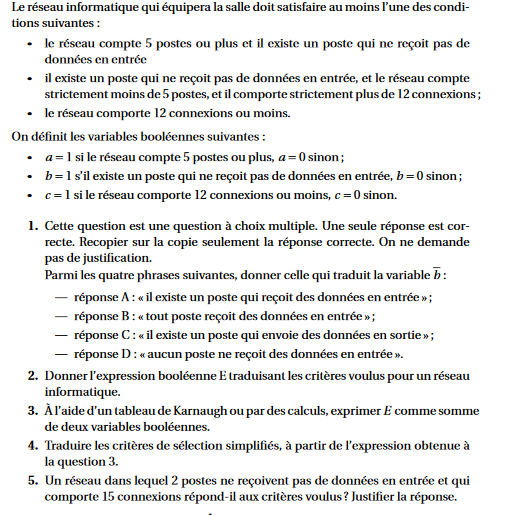 Le réseau informatique qui équipera la salle doit satisfaire au moins l'une des condi-
tions suivantes :
• le réseau compte 5 postes ou plus et il existe un poste qui ne reçoit pas de
données en entrée
• il existe un poste qui ne reçoit pas de données en entrée, et le réseau compte
strictement moins de 5 postes, et il comporte strictement plus de 12 connexions ;
• le réseau comporte 12 connexions ou moins.
On définit les variables booléennes suivantes :
• a = 1 si le réseau compte 5 postes ou plus, a = 0 sinon ;
• b = 1 s'il existe un poste qui ne reçoit pas de données en entrée, b = 0 sinon ;
• c = 1 si le réseau comporte 12 connexions ou moins, c = 0 sinon.
1. Cette question est une question à choix multiple. Une seule réponse est cor-
recte. Recopier sur la copie seulement la réponse correcte. On ne demande
pas de justification.
Parmi les quatre phrases suivantes, donner celle qui traduit la variable b̅ :
— réponse A : « il existe un poste qui reçoit des données en entrée » ;
— réponse B : « tout poste reçoit des données en entrée » ;
— réponse C : « il existe un poste qui envoie des données en sortie » ;
— réponse D : « aucun poste ne reçoit des données en entrée ».
2. Donner l'expression booléenne E traduisant les critères voulus pour un réseau
informatique.
3. À l'aide d'un tableau de Karnaugh ou par des calculs, exprimer E comme somme
de deux variables booléennes.
4. Traduire les critères de sélection simplifiés, à partir de l'expression obtenue à
la question 3.
5. Un réseau dans lequel 2 postes ne reçoivent pas de données en entrée et qui
comporte 15 connexions répond-il aux critères voulus ? Justifier la réponse.